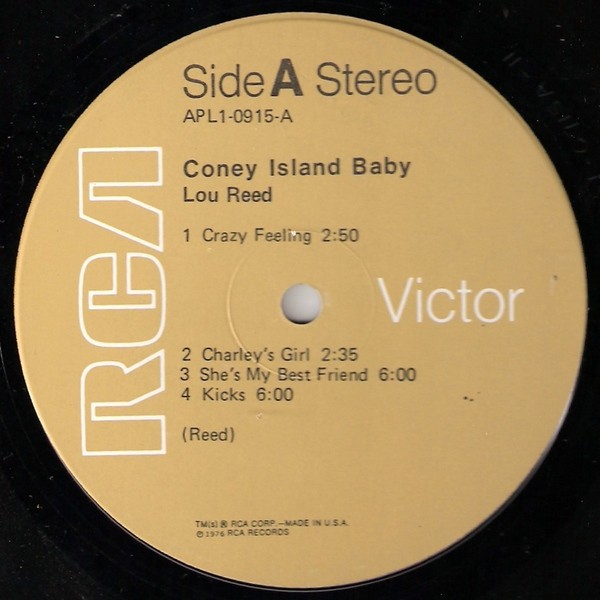 Side A Stereo
APL1-0915-A
Coney Island Baby
Lou Reed
1 Crazy Feeling 2:50
RCA
Victor
2 Charley's Girl 2:35
3 She's My Best Friend 6:00
4 Kicks 6:00
(Reed)
TM(s) ® RCA CORP.—MADE IN U.S.A.
©1976 RCA RECORDS